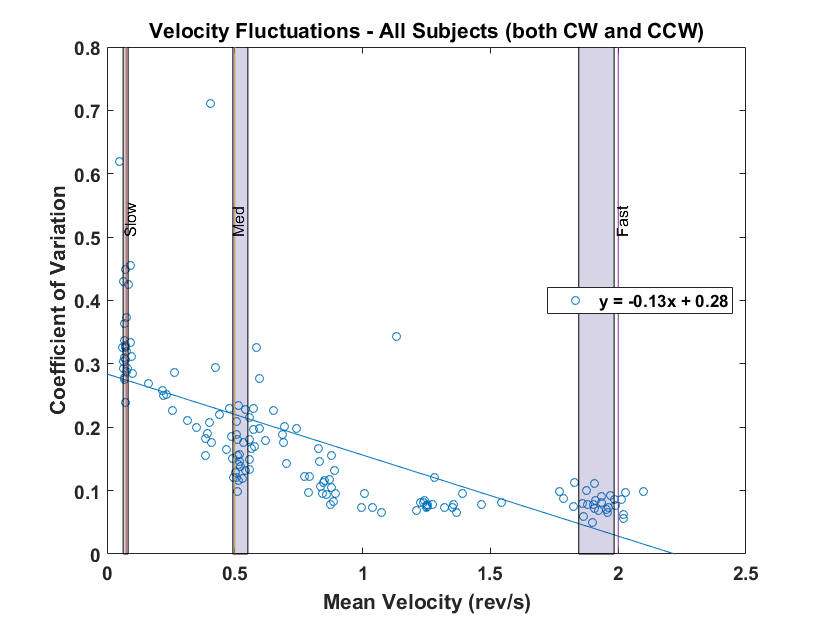 Velocity Fluctuations - All Subjects (both CW and CCW)
Coefficient of Variation
0.8
0.7
0.6
0.5
0.4
0.3
0.2
0.1
0
Slow
Med
Fast
y = -0.13x + 0.28
0
0.5
1
1.5
2
2.5
Mean Velocity (rev/s)